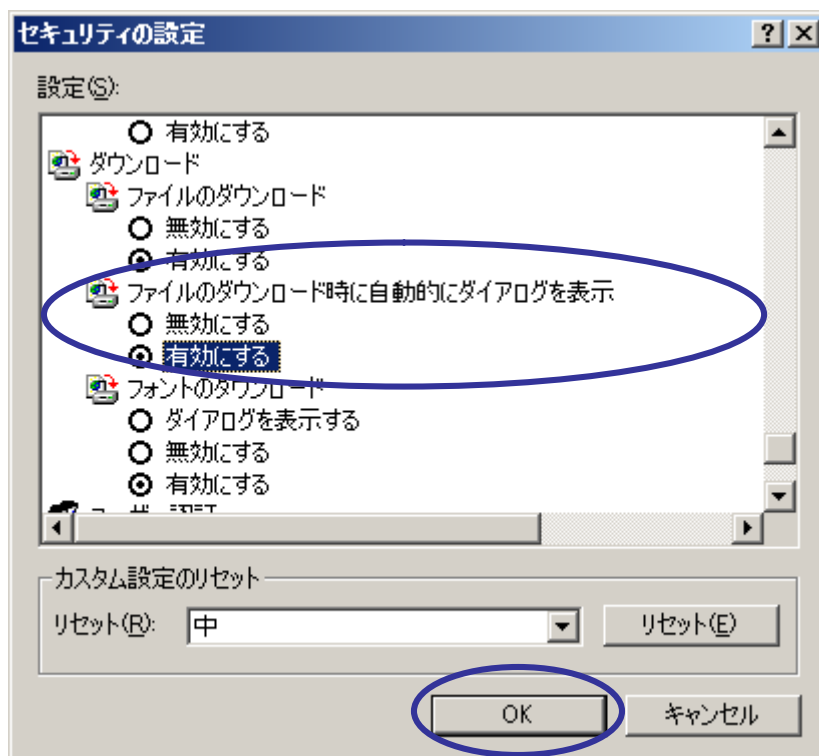 セキュリティの設定
設定(S):
有効にする
ダウンロード
ファイルのダウンロード
無効にする
有効にする
ファイルのダウンロード時に自動的にダイアログを表示
無効にする
有効にする
フォントのダウンロード
ダイアログを表示する
無効にする
有効にする
カスタム設定のリセット
リセット(R): 中 リセット(E)
OK キャンセル